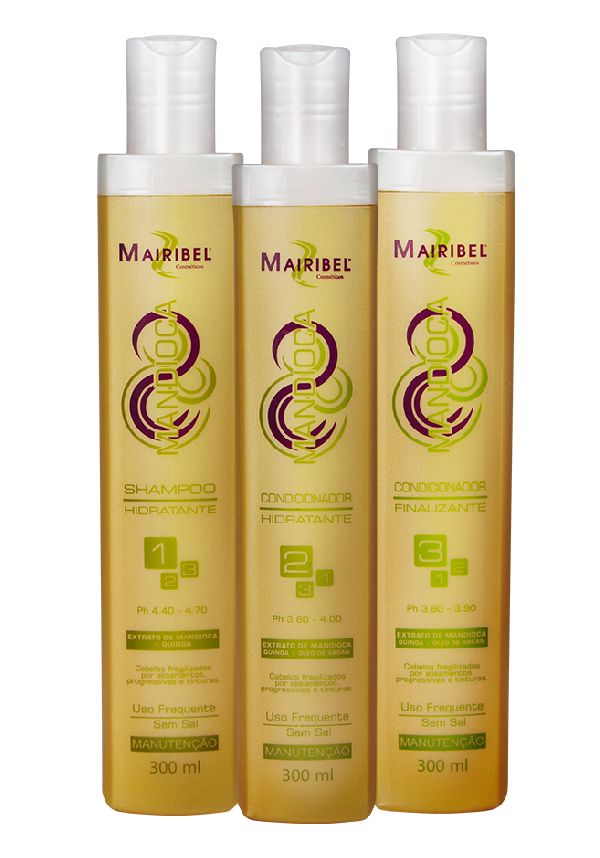 MAIRIBEL®
Cosméticos
MANDIOCA
SHAMPOO
HIDRATANTE
1
2 3
Ph 4.40 - 4.70
EXTRATO DE MANDIOCA
+ QUINOA
Cabelos fragilizados
por alisamentos,
progressivas e tinturas
Uso Frequente
Sem Sal
MANUTENÇÃO
300 ml
MAIRIBEL®
Cosméticos
MANDIOCA
CONDICIONADOR
HIDRATANTE
2
3 1
Ph 3.60 - 4.00
EXTRATO DE MANDIOCA
QUINOA + ÓLEO DE ARGAN
Cabelos fragilizados
por alisamentos,
progressivas e tinturas
Uso Frequente
Sem Sal
MANUTENÇÃO
300 ml
MAIRIBEL®
Cosméticos
MANDIOCA
CONDICIONADOR
FINALIZANTE
3
1 2
Ph 3.60 - 3.90
EXTRATO DE MANDIOCA
QUINOA + ÓLEO DE ARGAN
Cabelos fragilizados
por alisamentos,
progressivas e tinturas
Uso Frequente
Sem Sal
MANUTENÇÃO
300 ml